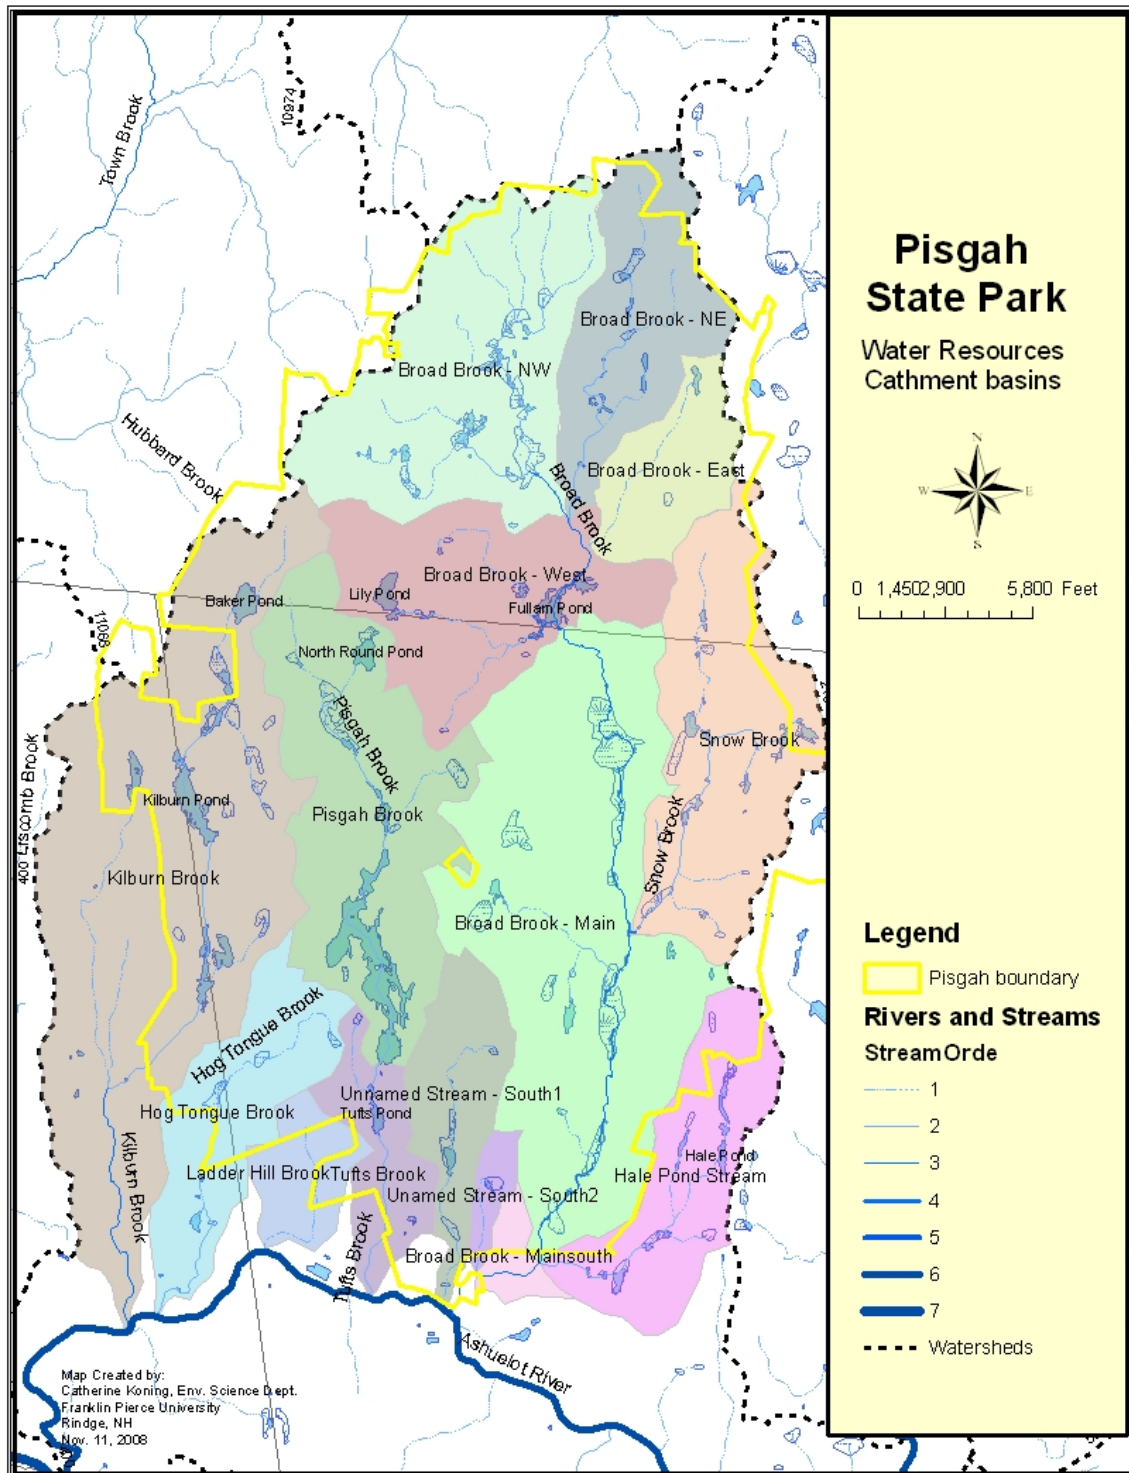 Town Brook
10974
Pisgah
State Park
Water Resources
Cathment basins
N
W
E
S
0 1,4502,900 5,800 Feet
Broad Brook - NE
Broad Brook - NW
Hubbard Brook
Broad Brook
Broad Brook - East
Broad Brook - West
Baker Pond
Lily Pond
Fullam Pond
11068
North Round Pond
Pisgah Brook
Snow Brook
400 Liscomb Brook
Kilburn Pond
Pisgah Brook
Snow Brook
Kilburn Brook
Broad Brook - Main
Hog Tongue Brook
Unnamed Stream - South1
Hog Tongue Brook
Tufts Pond
Kilburn Brook
Ladder Hill Brook
Tufts Brook
Hale Pond
Hale Pond Stream
Unamed Stream - South2
Tufts Brook
Broad Brook - Mainsouth
Ashuelot River
Legend
Pisgah boundary
Rivers and Streams
StreamOrde
1
2
3
4
5
6
7
Watersheds
Map Created by:
Catherine Koning, Env. Science Dept.
Franklin Pierce University
Rindge, NH
Nov. 11, 2008